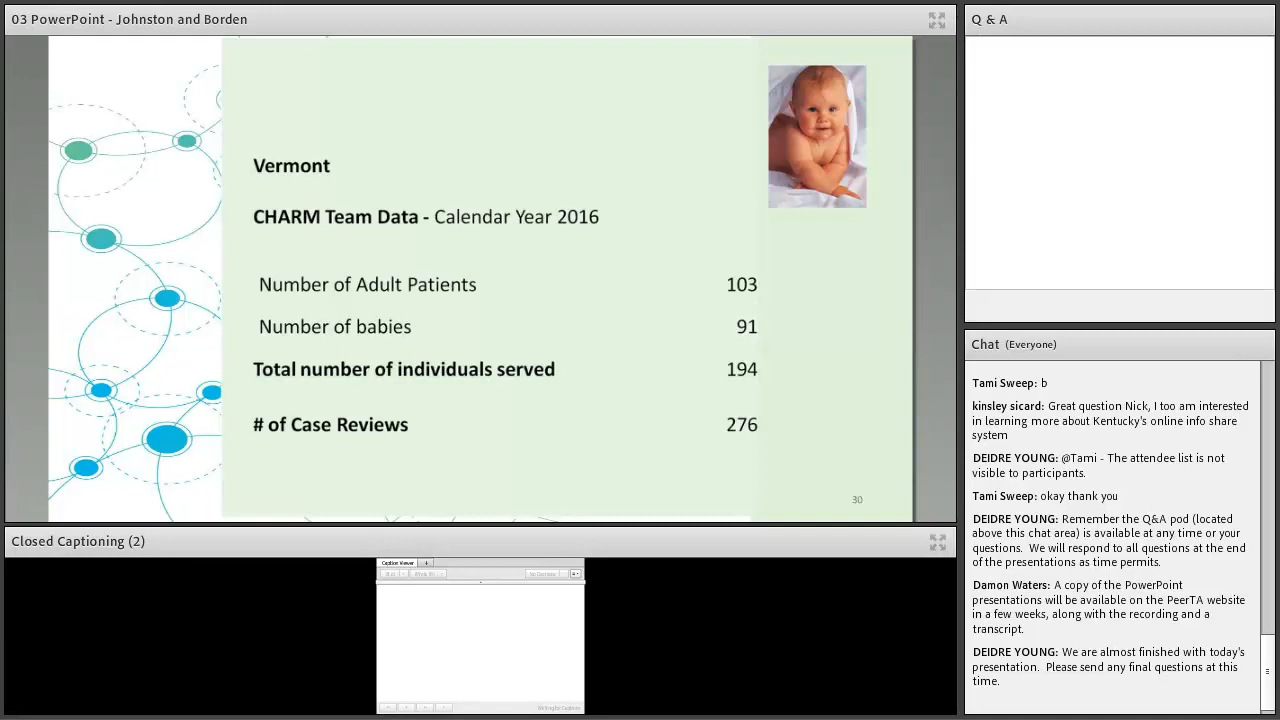 03 PowerPoint - Johnston and Borden
Vermont
CHARM Team Data - Calendar Year 2016
Number of Adult Patients 103
Number of babies 91
Total number of individuals served 194
# of Case Reviews 276
30
Closed Captioning (2)
Caption Viewer
Q & A
Chat (Everyone)
Tami Sweep: b
kinsley sicard: Great question Nick, I too am interested
in learning more about Kentucky's online info share
system
DEIDRE YOUNG: @Tami - The attendee list is not
visible to participants.
Tami Sweep: okay thank you
DEIDRE YOUNG: Remember the Q&A pod (located
above this chat area) is available at any time or your
questions. We will respond to all questions at the end
of the presentations as time permits.
Damon Waters: A copy of the PowerPoint
presentations will be available on the PeerTA website
in a few weeks, along with the recording and a
transcript.
DEIDRE YOUNG: We are almost finished with today's
presentation. Please send any final questions at this
time.